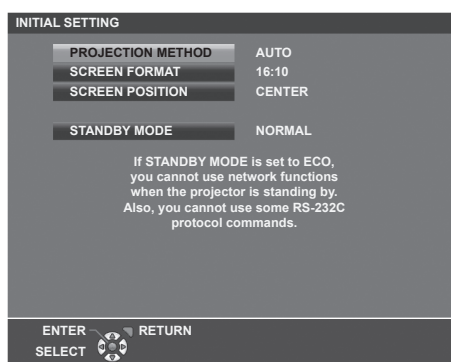 INITIAL SETTING
PROJECTION METHOD AUTO
SCREEN FORMAT 16:10
SCREEN POSITION CENTER
STANDBY MODE NORMAL
If STANDBY MODE is set to ECO,
you cannot use network functions
when the projector is standing by.
Also, you cannot use some RS-232C
protocol commands.
ENTER RETURN
SELECT